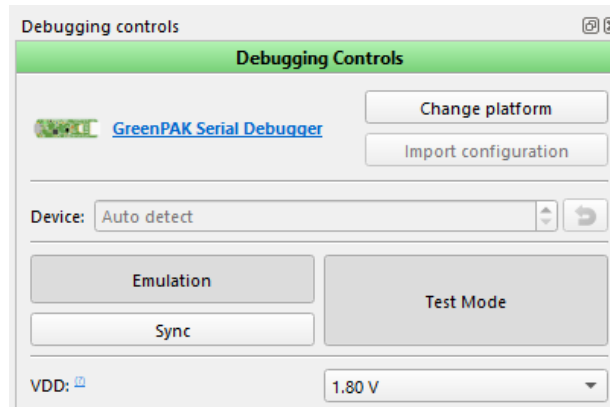 Debugging controls
Debugging Controls
GreenPAK Serial Debugger
Change platform
Import configuration
Device: Auto detect
Emulation
Test Mode
Sync
VDD: 1.80 V